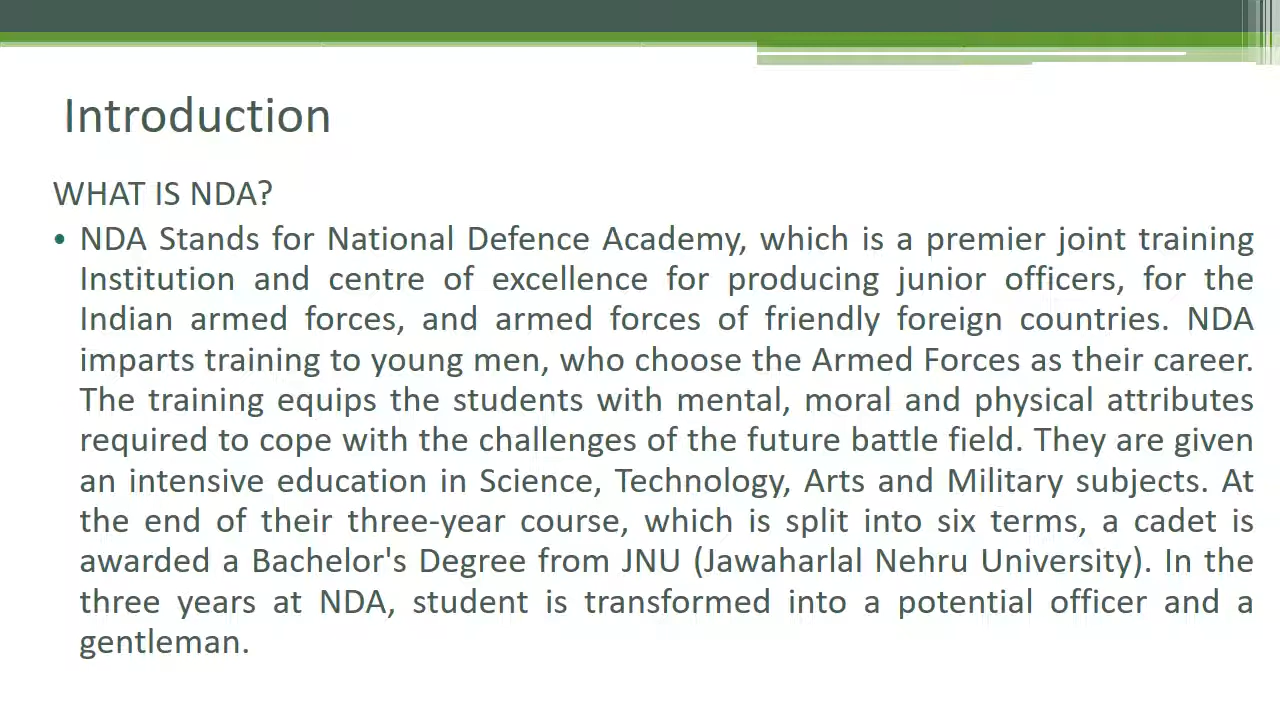 Introduction
WHAT IS NDA?
• NDA Stands for National Defence Academy, which is a premier joint training
Institution and centre of excellence for producing junior officers, for the
Indian armed forces, and armed forces of friendly foreign countries. NDA
imparts training to young men, who choose the Armed Forces as their career.
The training equips the students with mental, moral and physical attributes
required to cope with the challenges of the future battle field. They are given
an intensive education in Science, Technology, Arts and Military subjects. At
the end of their three-year course, which is split into six terms, a cadet is
awarded a Bachelor's Degree from JNU (Jawaharlal Nehru University). In the
three years at NDA, student is transformed into a potential officer and a
gentleman.